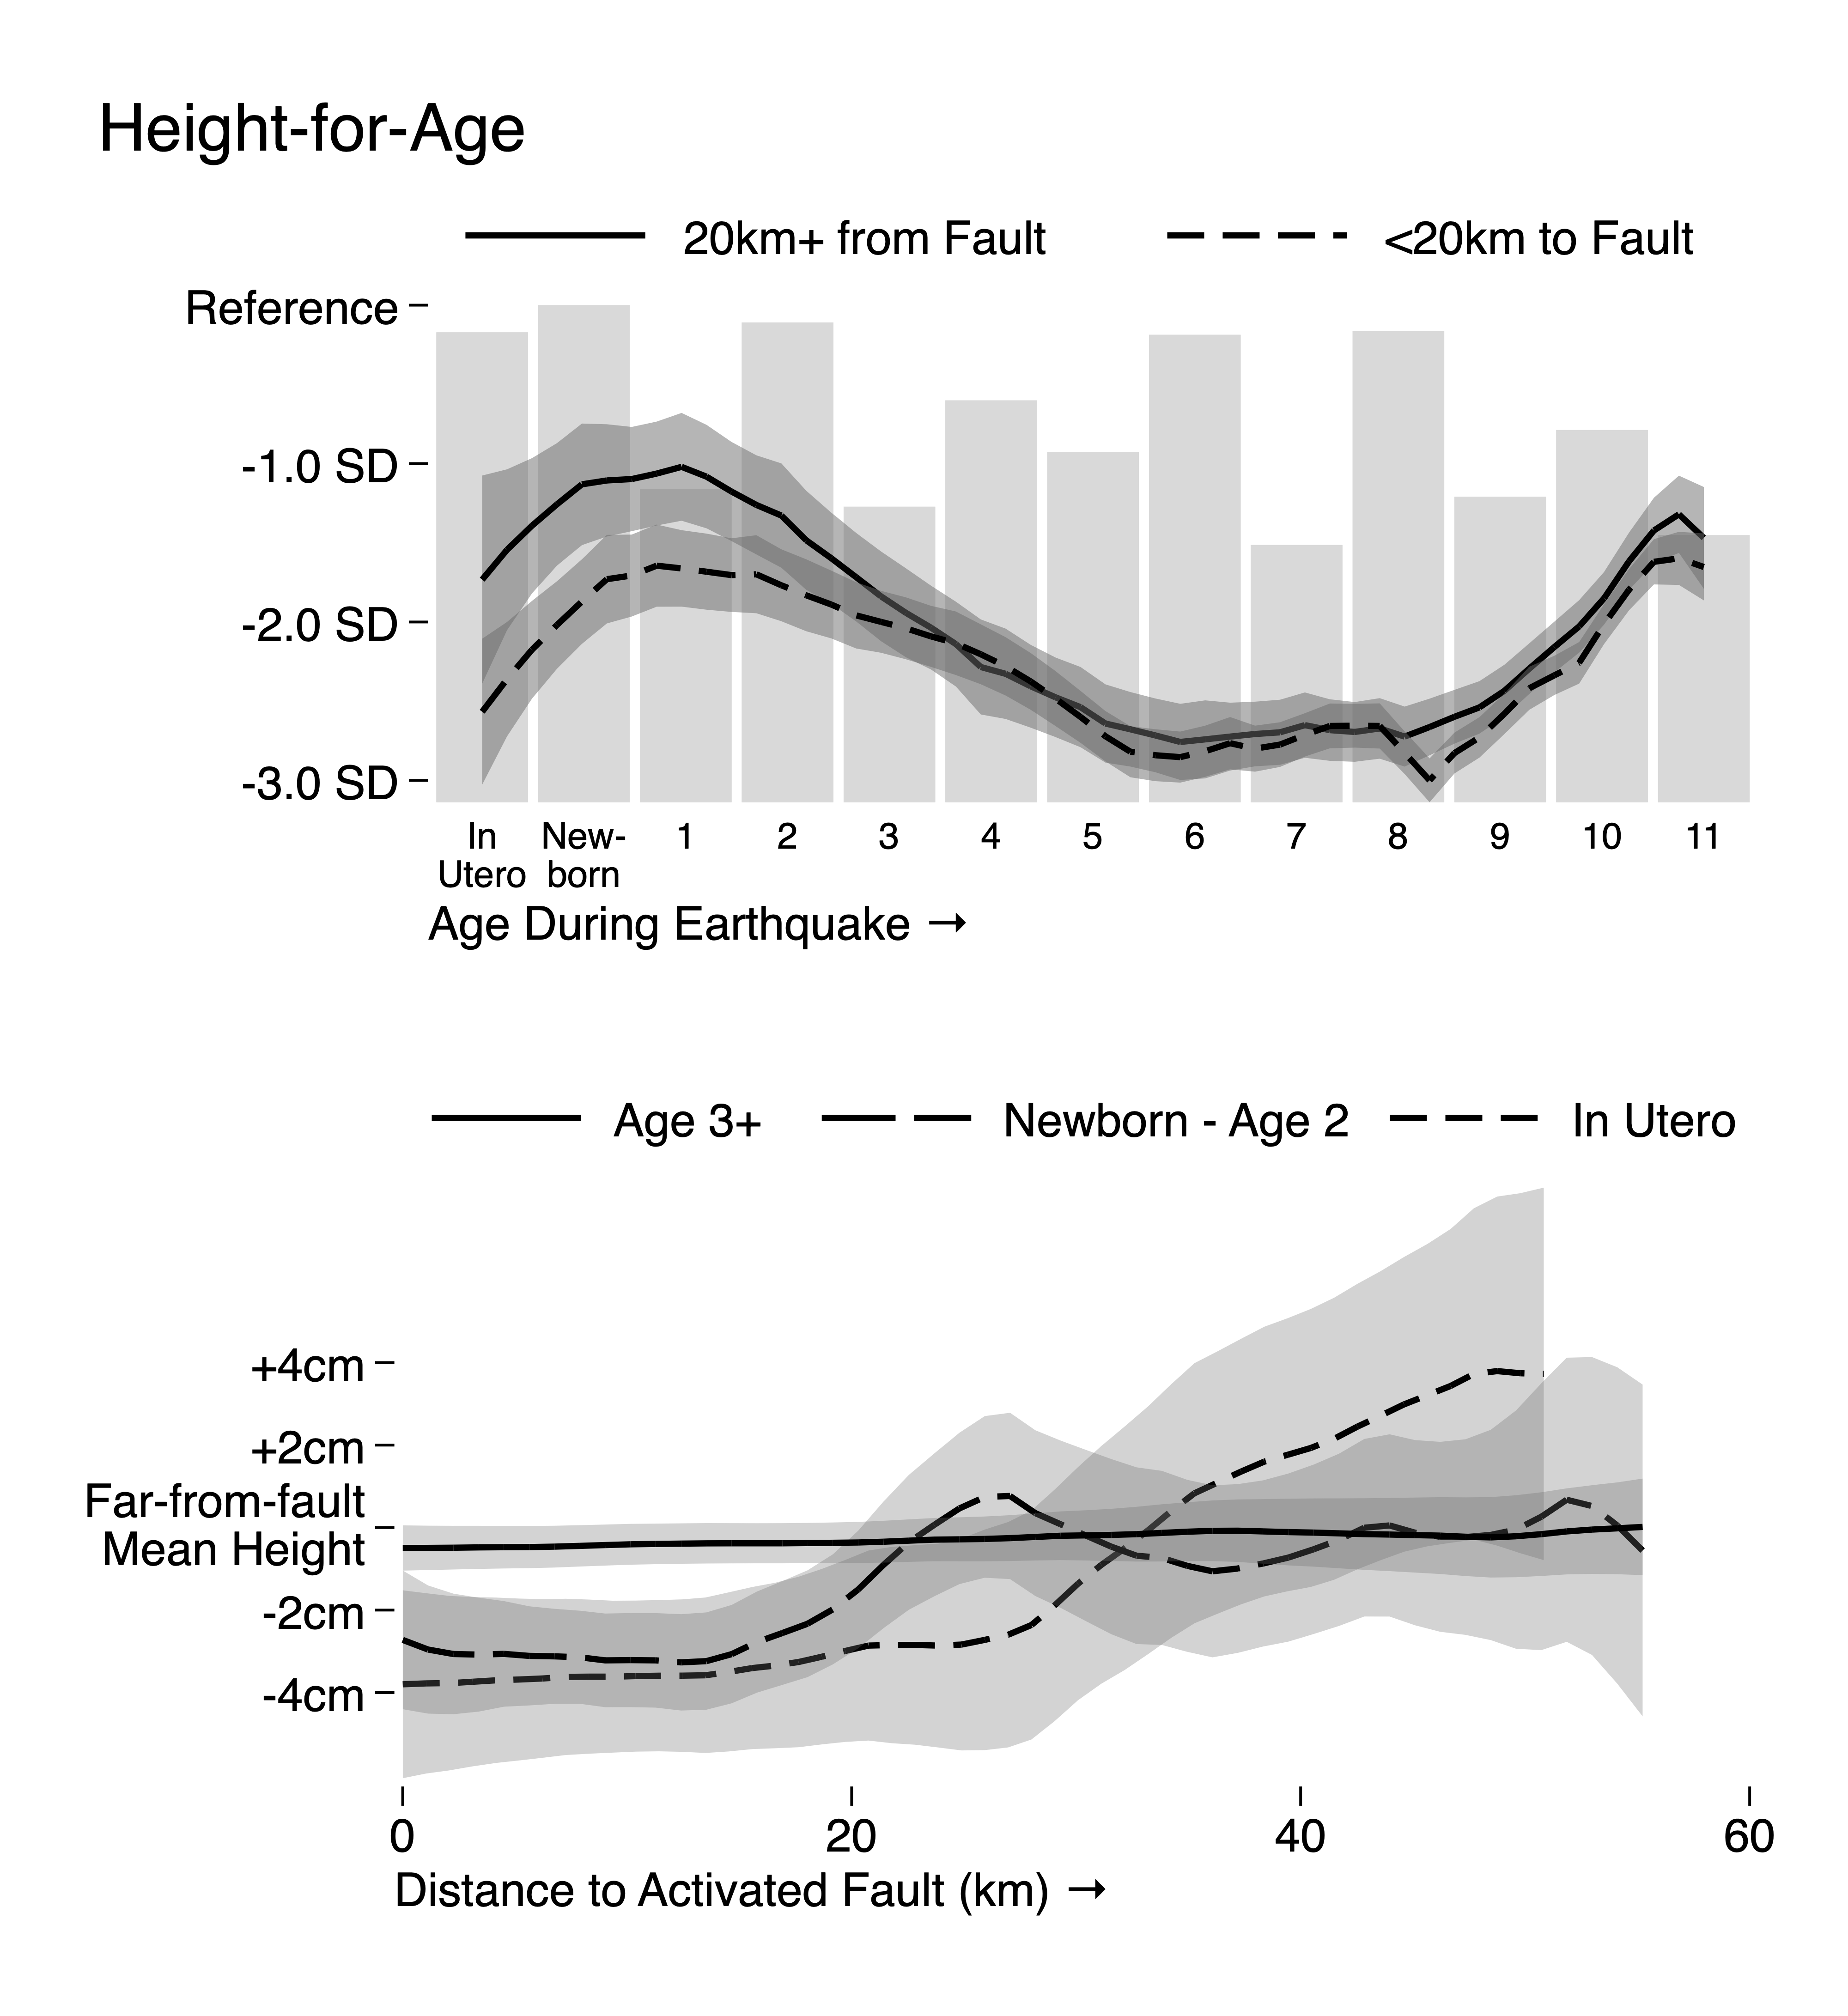 Height-for-Age
20km+ from Fault <20km to Fault
Reference
-1.0 SD
-2.0 SD
-3.0 SD
In Utero New-born 1 2 3 4 5 6 7 8 9 10 11
Age During Earthquake →
Age 3+ Newborn - Age 2 In Utero
+4cm
+2cm
Far-from-fault
Mean Height
-2cm
-4cm
0 20 40 60
Distance to Activated Fault (km) →